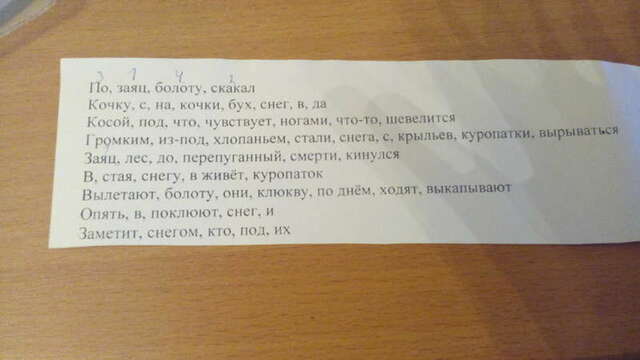 3 1 4 2
По, заяц, болоту, скакал
Кочку, с, на, кочки, бух, снег, в, да
Косой, под, что, чувствует, ногами, что-то, шевелится
Громким, из-под, хлопаньем, стали, снега, с, крыльев, куропатки, вырываться
Заяц, лес, до, перепуганный, смерти, кинулся
В, стая, снегу, в живёт, куропаток
Вылетают, болоту, они, клюкву, по днём, ходят, выкапывают
Опять, в, поклюют, снег, и
Заметит, снегом, кто, под, их